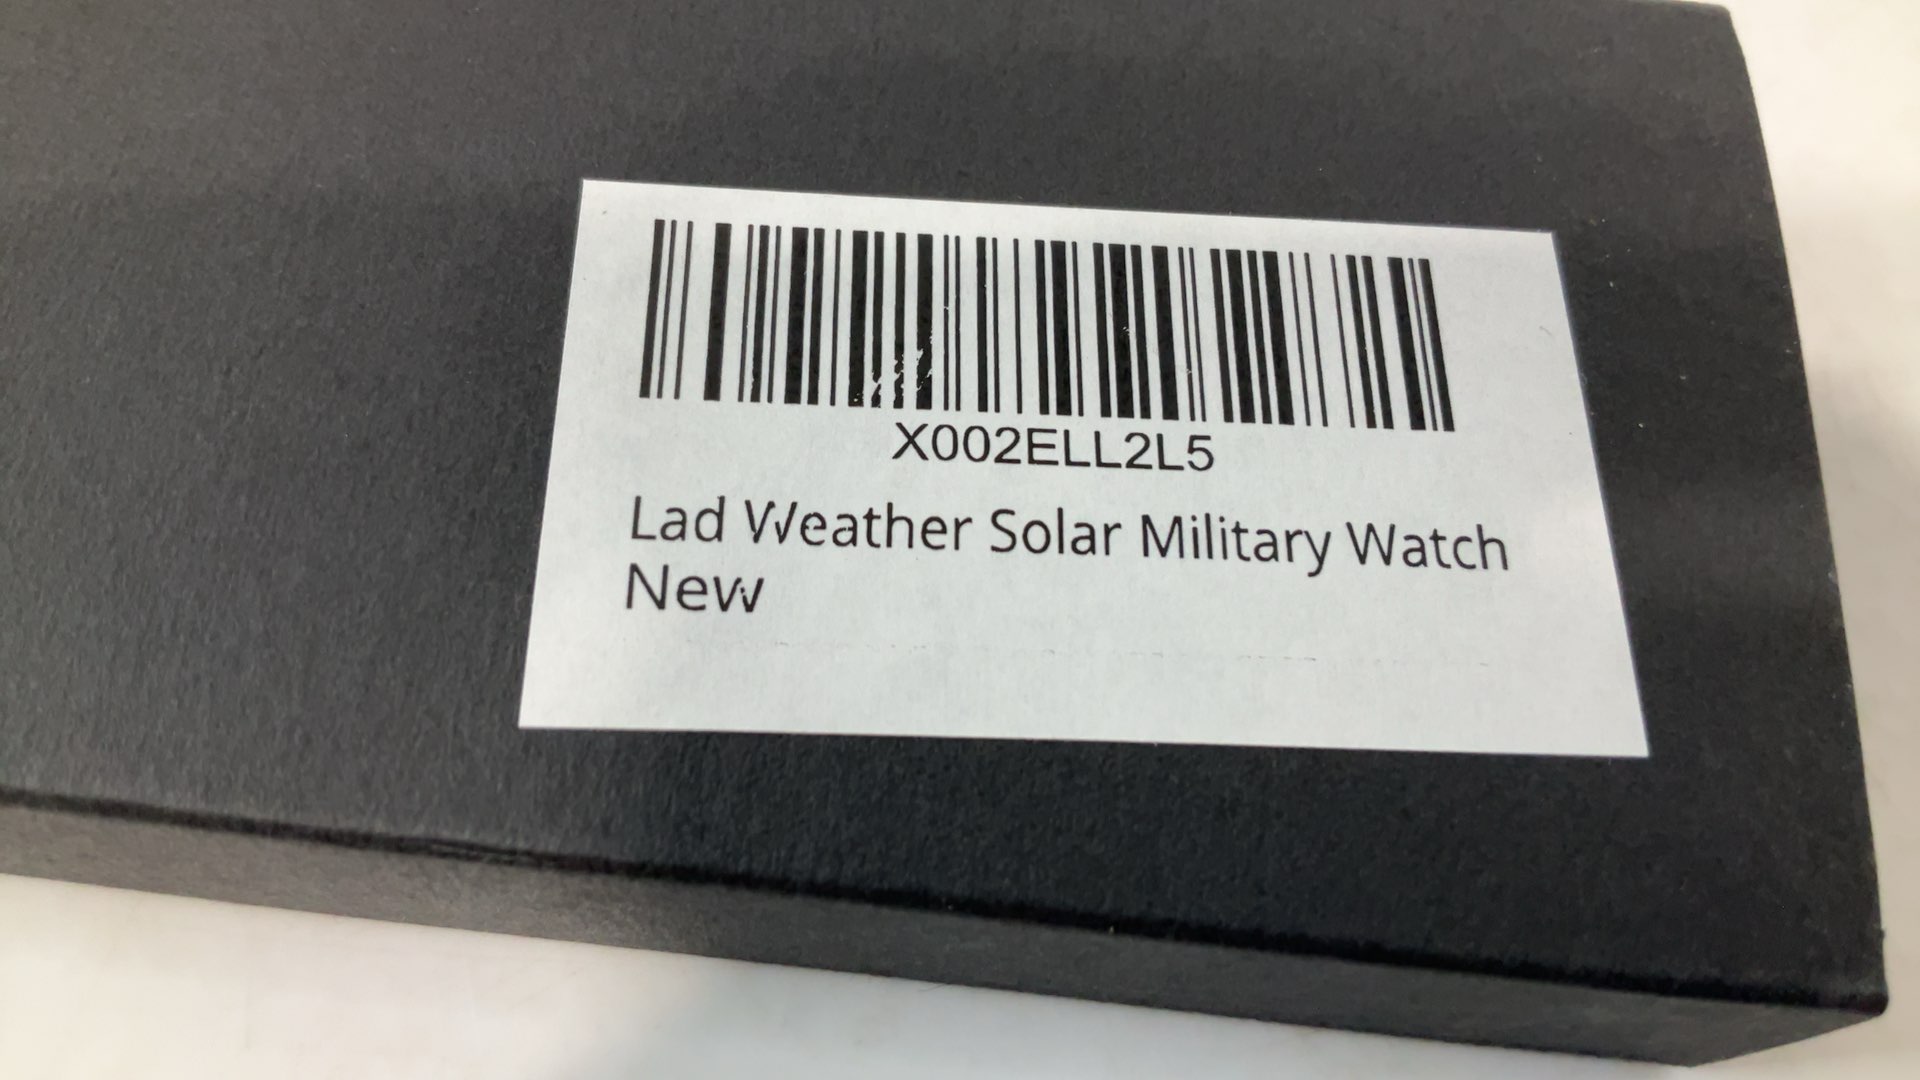 X002ELL2L5
Lad Weather Solar Military Watch
New